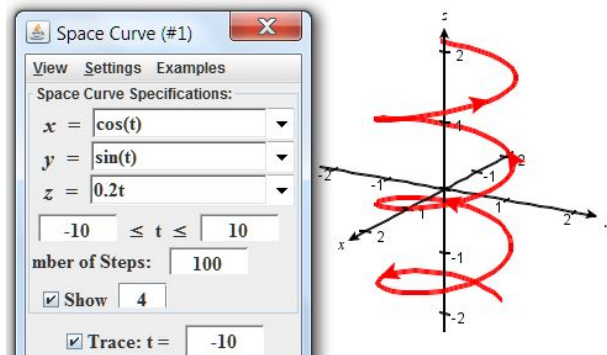 Space Curve (#1)
X
View Settings Examples
Space Curve Specifications:
x = cos(t)
y = sin(t)
z = 0.2t
-10 ≤ t ≤ 10
mber of Steps: 100
Show 4
Trace: t = -10
z
2
1
-2
-1
-1
-2
1
1
2
2
x
-1
-2